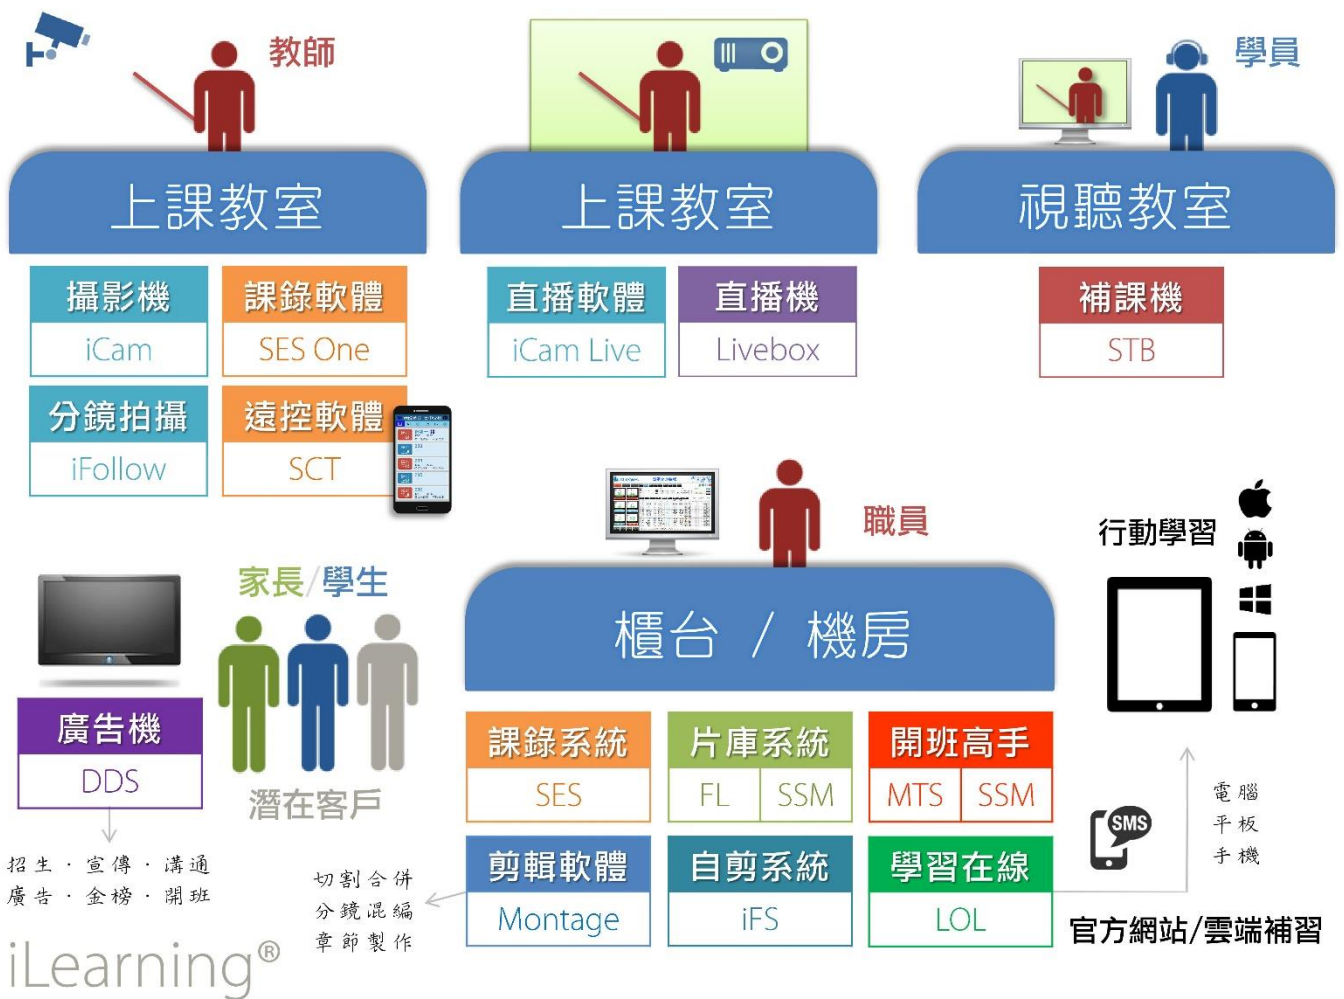 教師
學員
上課教室
上課教室
視聽教室
攝影機
iCam
課錄軟體
SES One
直播軟體
iCam Live
直播機
Livebox
補課機
STB
分鏡拍攝
iFollow
遠控軟體
SCT
職員
行動學習
家長/學生
櫃台 / 機房
廣告機
DDS
潛在客戶
課錄系統
SES
片庫系統
FL SSM
開班高手
MTS SSM
電腦
平板
手機
SMS
招生・宣傳・溝通
廣告・金榜・開班
切割合併
分鏡混編
章節製作
剪輯軟體
Montage
自剪系統
iFS
學習在線
LOL
官方網站/雲端補習
iLearning®